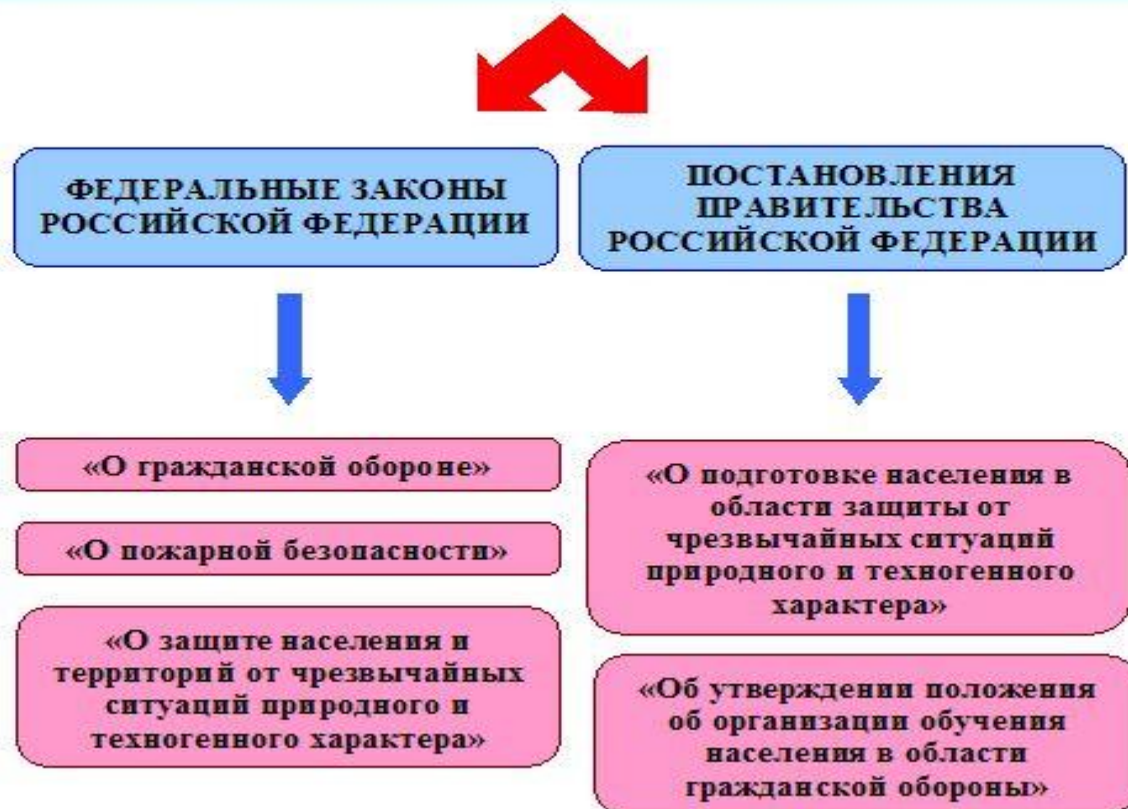 ФЕДЕРАЛЬНЫЕ ЗАКОНЫ
РОССИЙСКОЙ ФЕДЕРАЦИИ
ПОСТАНОВЛЕНИЯ
ПРАВИТЕЛЬСТВА
РОССИЙСКОЙ ФЕДЕРАЦИИ
«О гражданской обороне»
«О пожарной безопасности»
«О защите населения и
территорий от чрезвычайных
ситуаций природного и
техногенного характера»
«О подготовке населения в
области защиты от
чрезвычайных ситуаций
природного и техногенного
характера»
«Об утверждении положения
об организации обучения
населения в области
гражданской обороны»